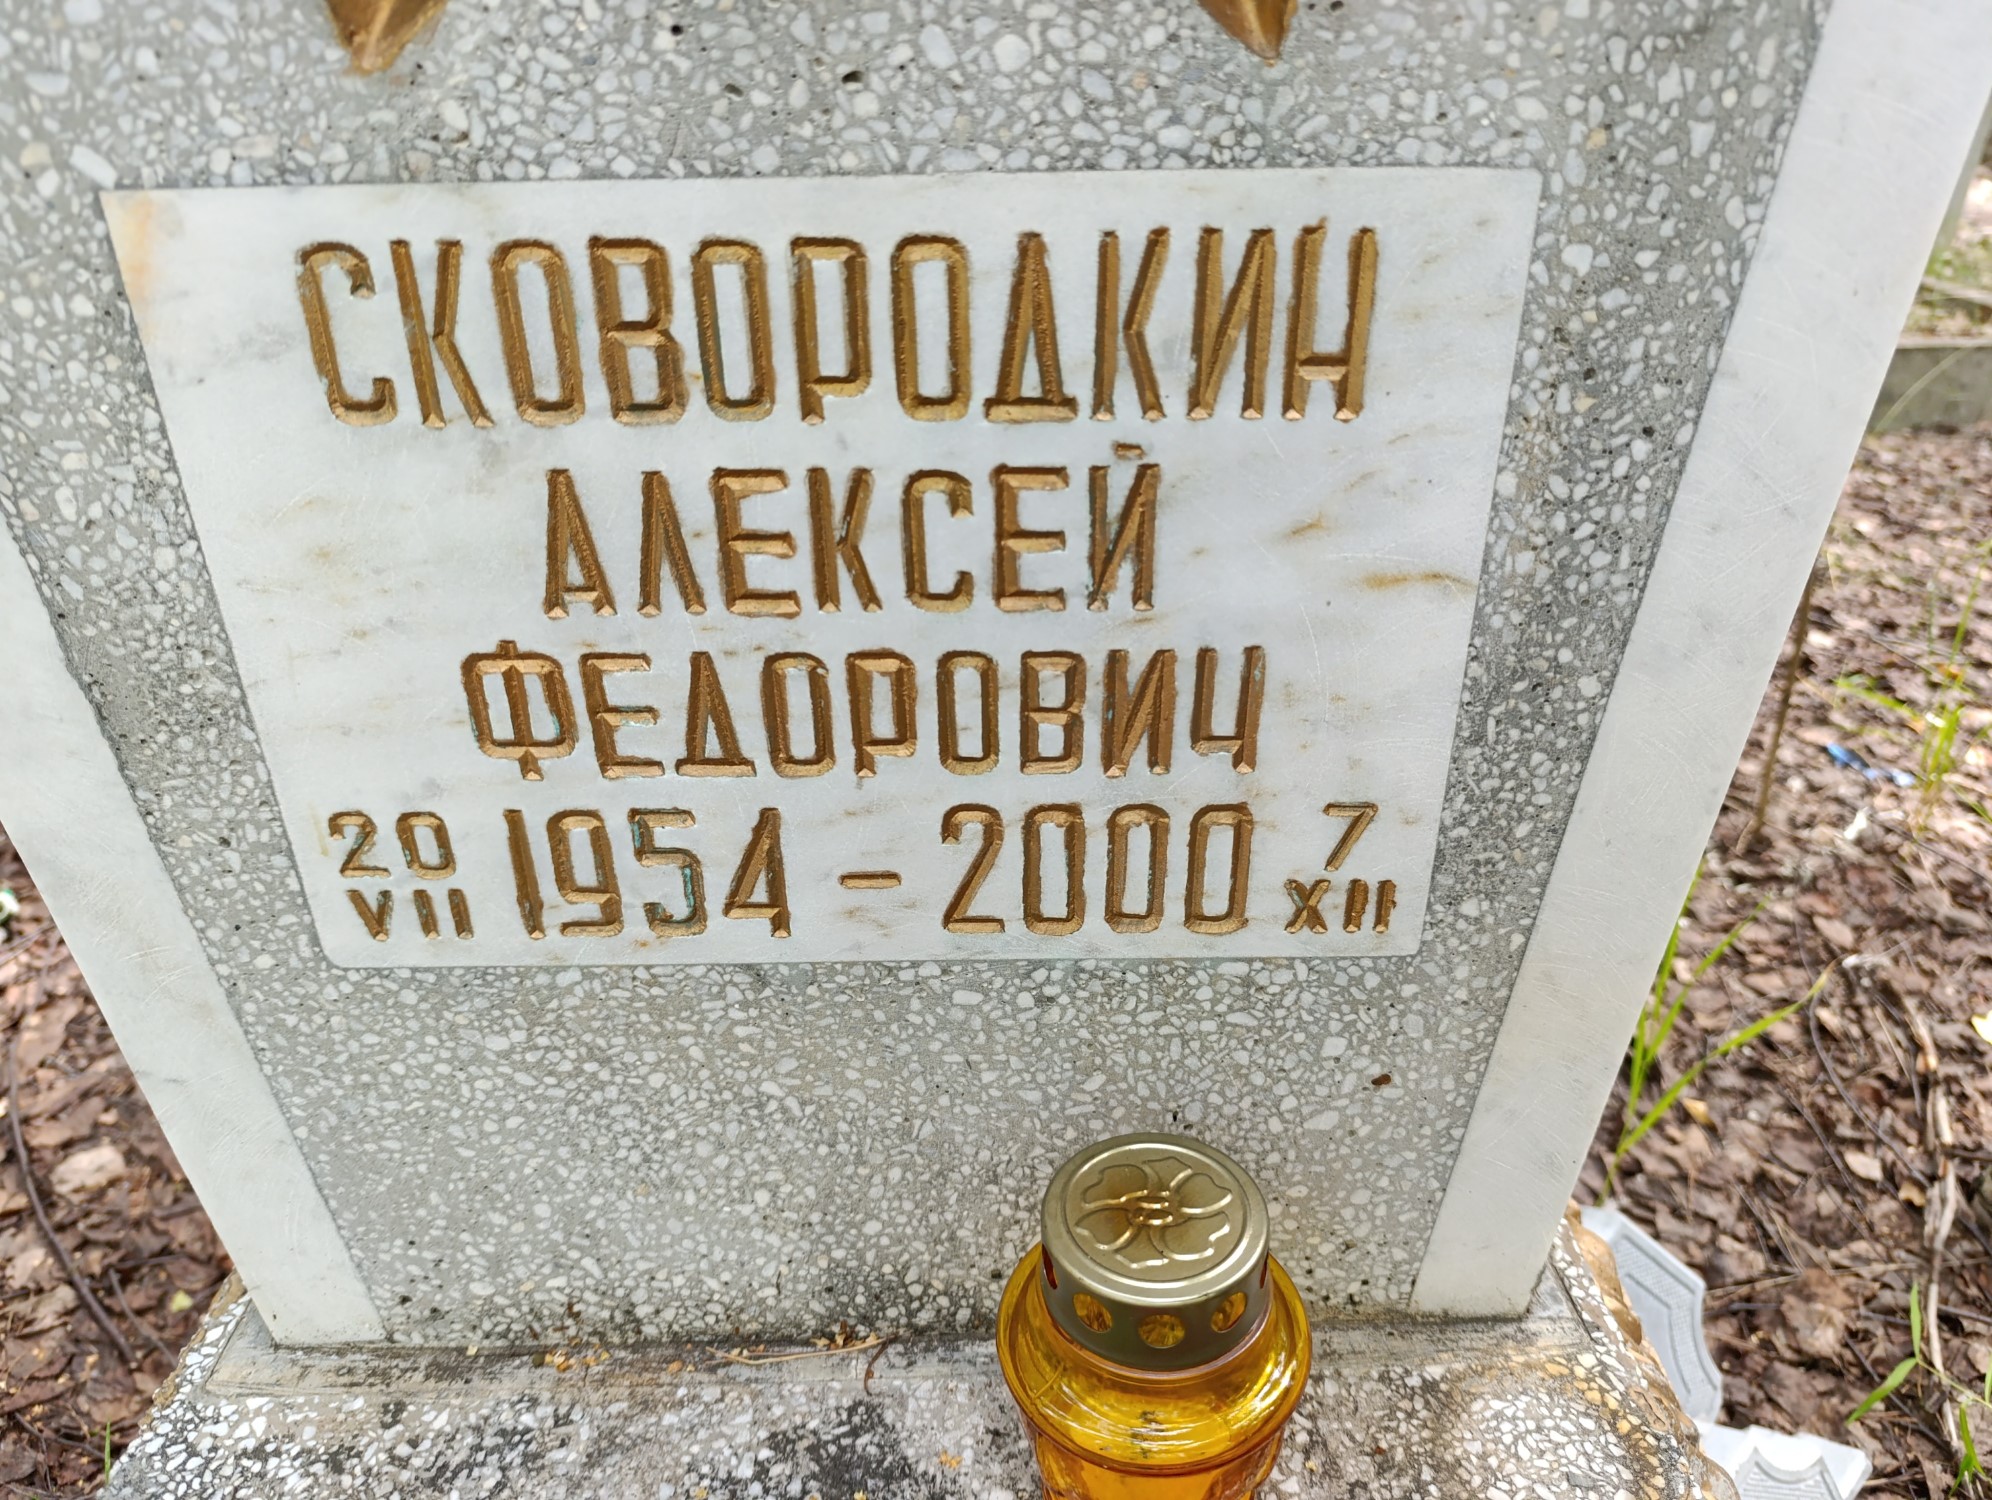 СКОВОРОДКИН
АЛЕКСЕЙ
ФЕДОРОВИЧ
20 VII 1954 – 2000 7 XII